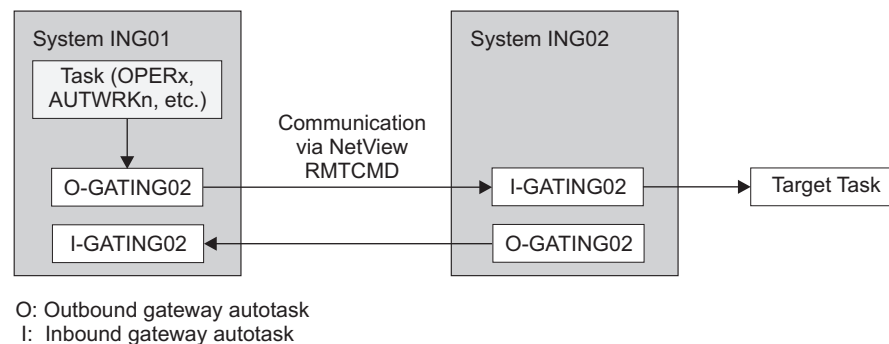 System ING01
System ING02
Task (OPERx,
AUTWRKn, etc.)
Communication
via NetView
RMTCMD
O-GATING02
I-GATING02
Target Task
I-GATING02
O-GATING02
O: Outbound gateway autotask
I: Inbound gateway autotask